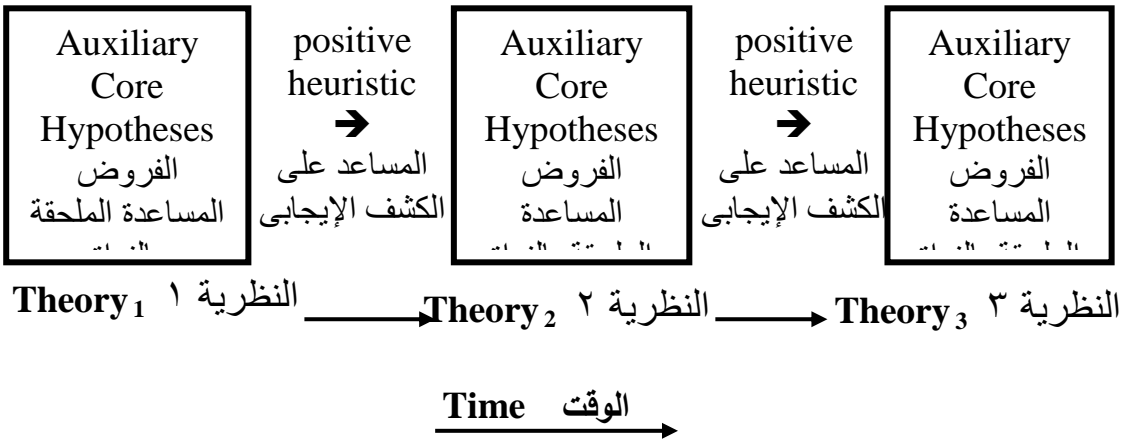 Auxiliary
Core
Hypotheses
الفروض
المساعدة الملحقة
positive
heuristic
➔
المساعد على
الكشف الإيجابى
Auxiliary
Core
Hypotheses
الفروض
المساعدة
positive
heuristic
➔
المساعد على
الكشف الإيجابى
Auxiliary
Core
Hypotheses
الفروض
المساعدة
Theory 1 النظرية ١
Theory 2 النظرية ٢
Theory 3 النظرية ٣
Time الوقت